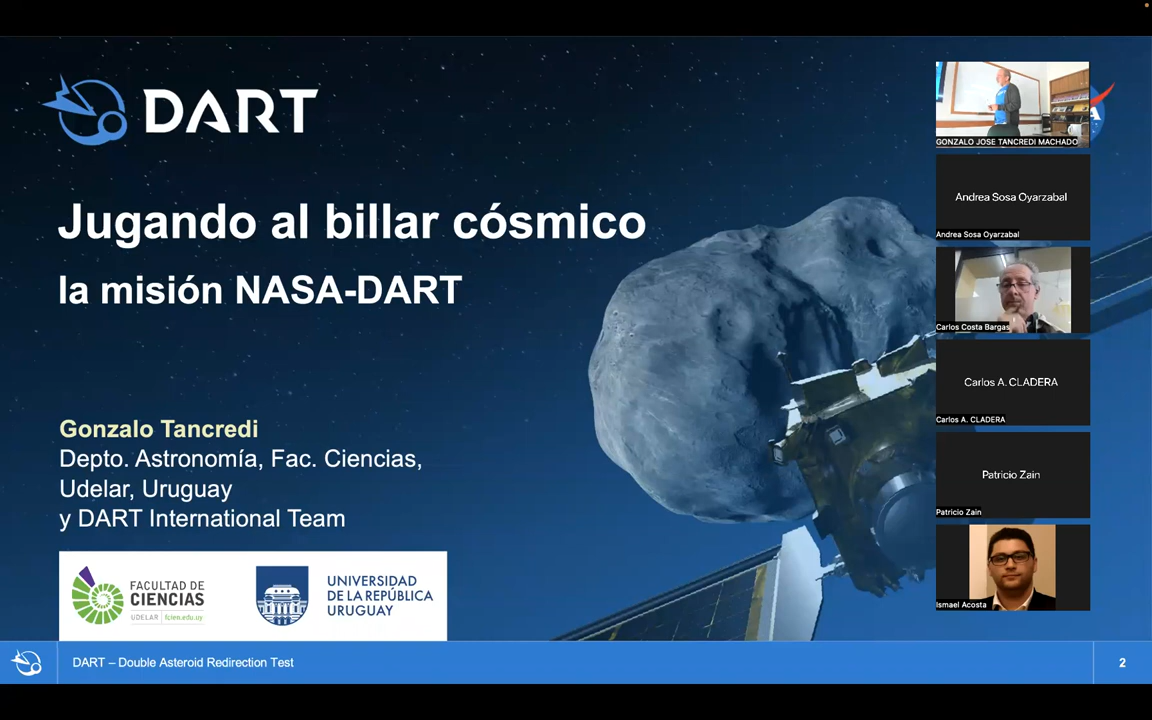 DART
Jugando al billar cósmico
la misión NASA-DART
Gonzalo Tancredi
Depto. Astronomía, Fac. Ciencias,
Udelar, Uruguay
y DART International Team
FACULTAD DE
CIENCIAS
UDELAR | fcien.edu.uy
UNIVERSIDAD
DE LA REPÚBLICA
URUGUAY
DART – Double Asteroid Redirection Test
2
GONZALO JOSE TANCREDI MACHADO
Andrea Sosa Oyarzabal
Andrea Sosa Oyarzabal
Carlos Costa Bargas
Carlos A. CLADERA
Carlos A. CLADERA
Patricio Zain
Patricio Zain
Ismael Acosta